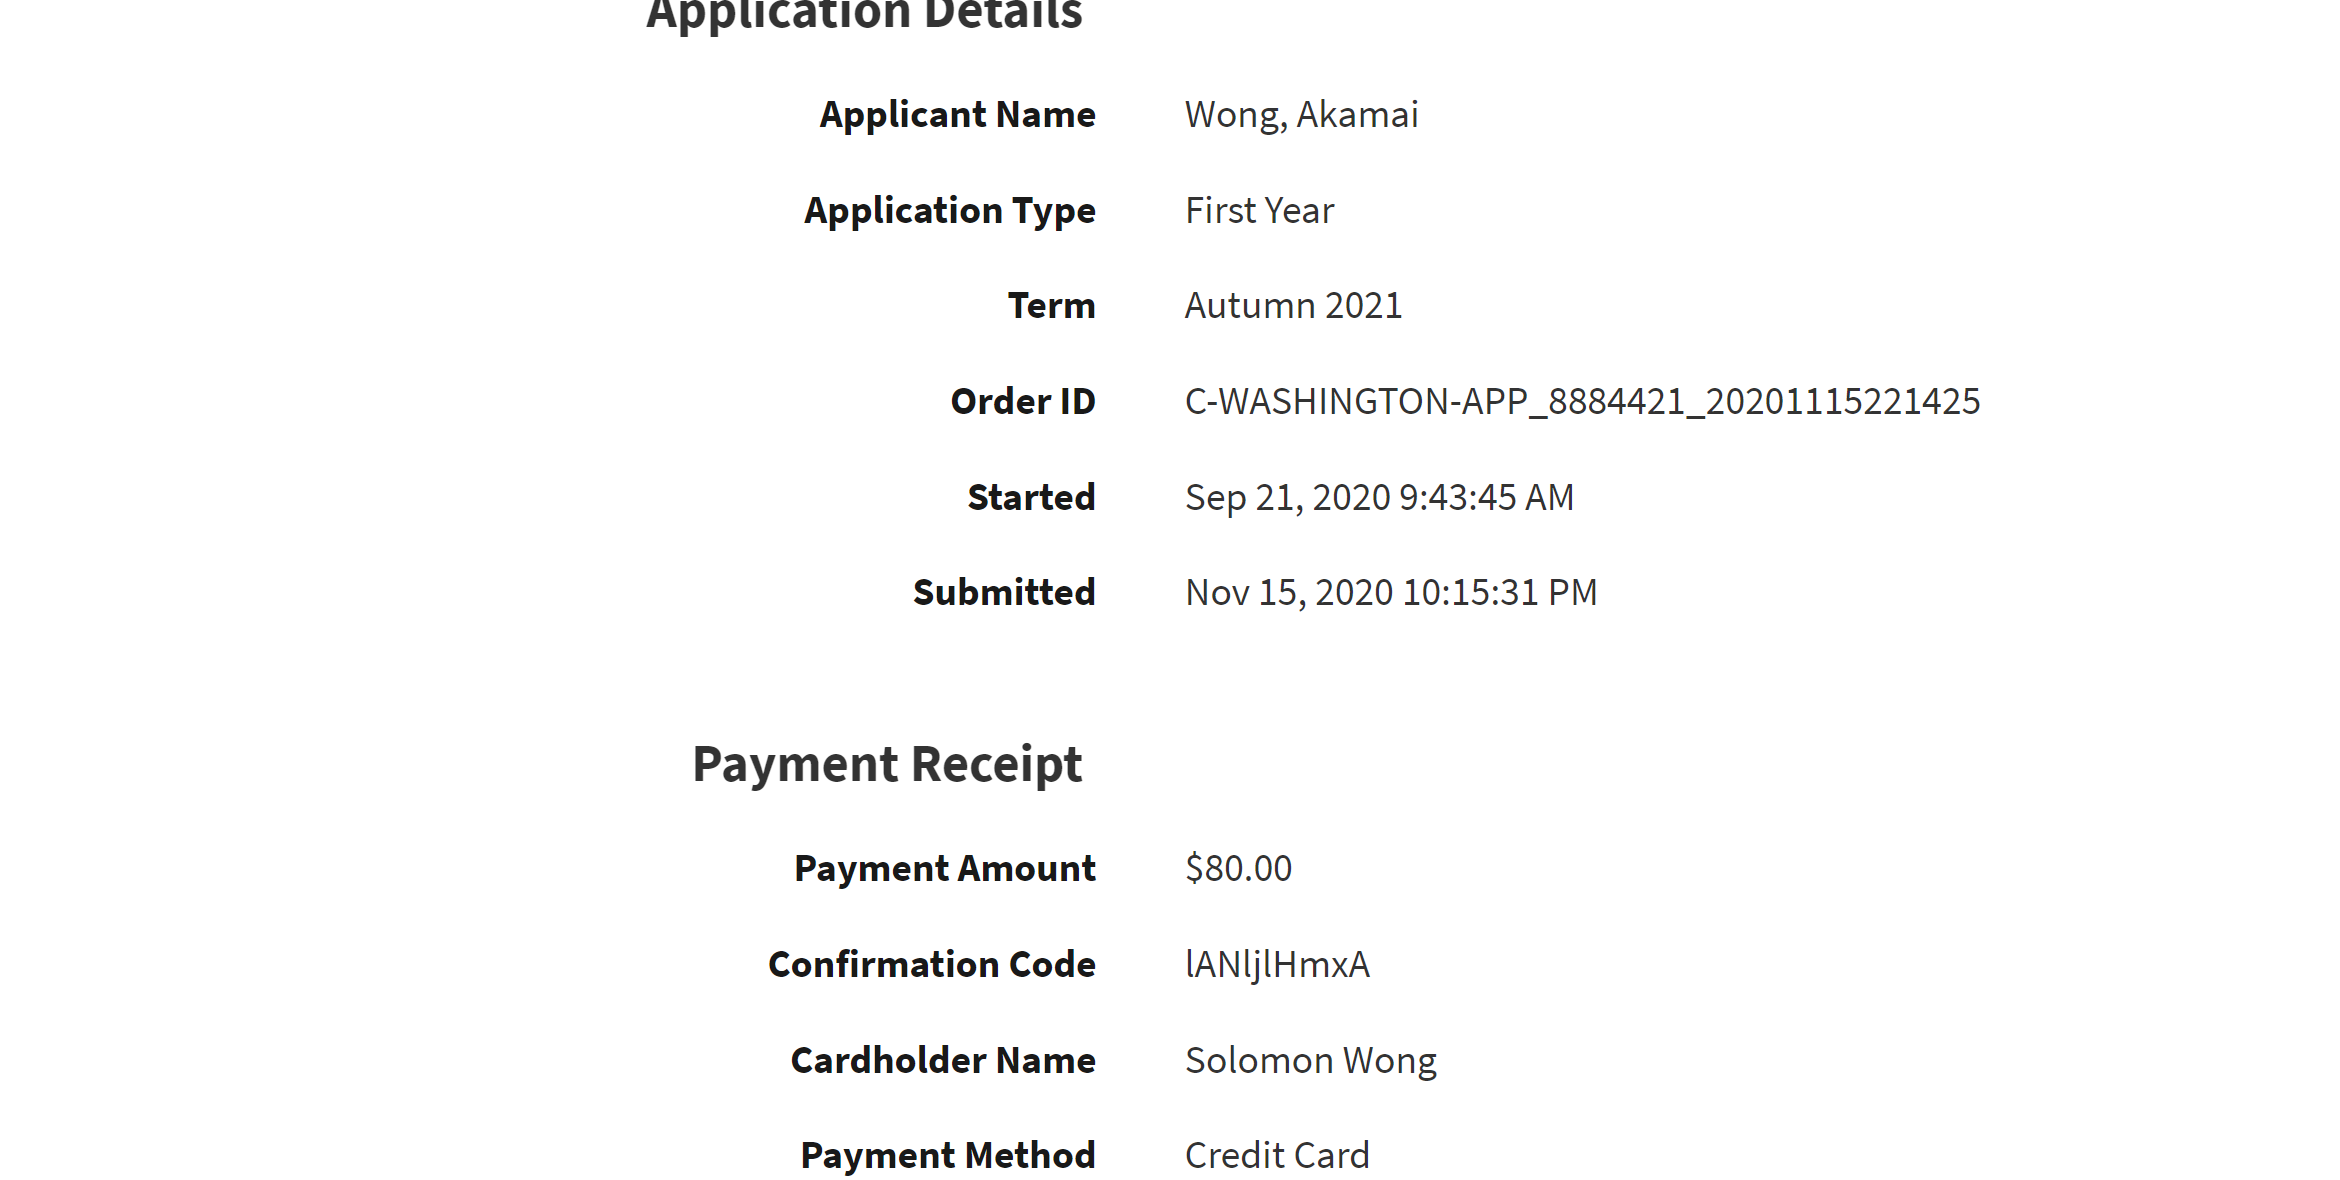 Application Details
Applicant Name Wong, Akamai
Application Type First Year
Term Autumn 2021
Order ID C-WASHINGTON-APP_8884421_20201115221425
Started Sep 21, 2020 9:43:45 AM
Submitted Nov 15, 2020 10:15:31 PM
Payment Receipt
Payment Amount $80.00
Confirmation Code lANljlHmxA
Cardholder Name Solomon Wong
Payment Method Credit Card